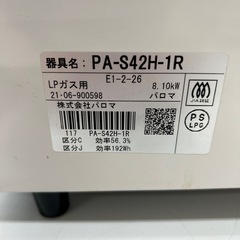 器具名: PA-S42H-1R
E1-2-26
LPガス用 8.10kW
21·06-900598 パロマ
株式会社パロマ
117 PA-S42H-1R
区分C 効率56.3%
区分J 効率192Wh
PS
LPG